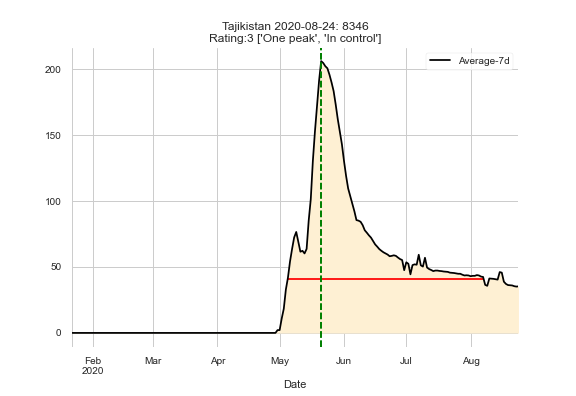 Tajikistan 2020-08-24: 8346
Rating:3 ['One peak', 'In control']
Average-7d
200
150
100
50
0
Feb Mar Apr May Jun Jul Aug
2020
Date